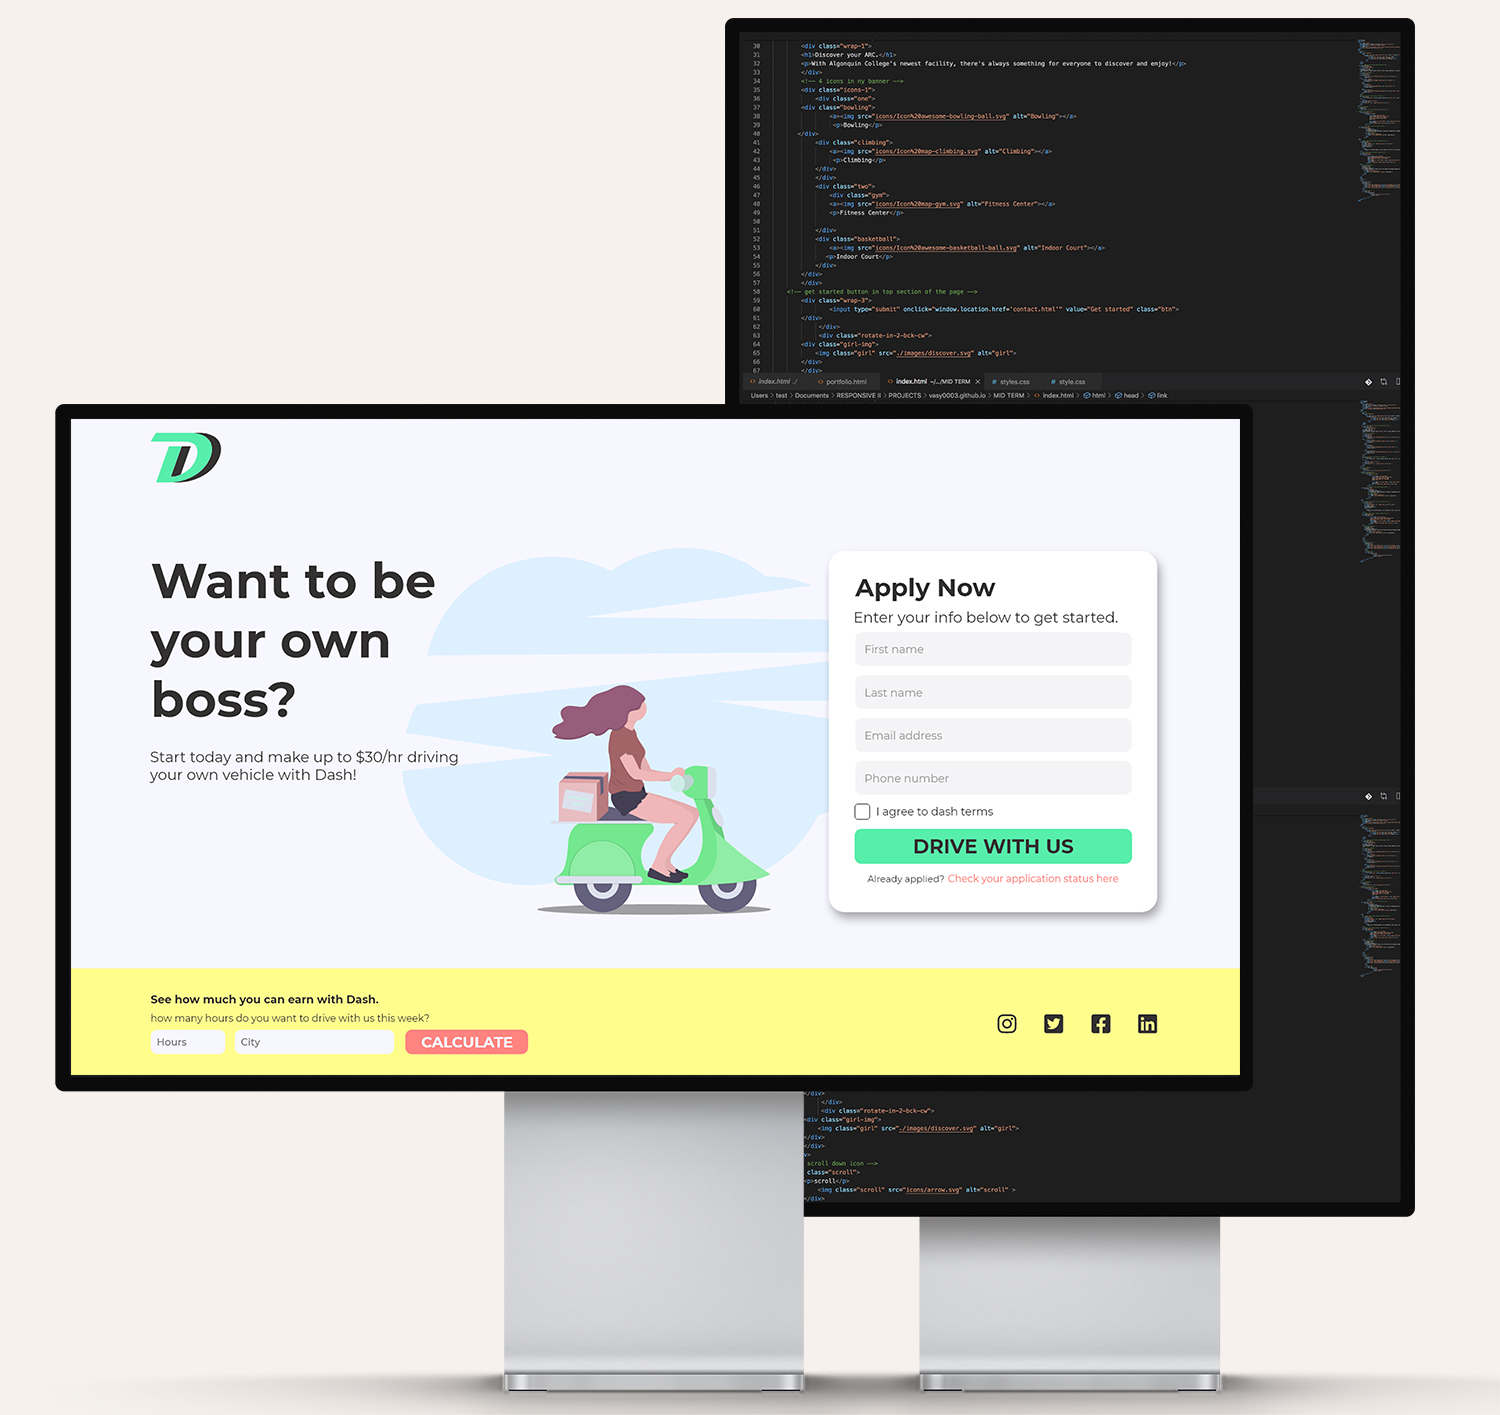 30 <div class="wrap-1">
31 <h1>Discover your ARC.</h1>
32 <p>With Algonquin College's newest facility, there's always something for everyone to discover and enjoy!</p>
33 </div>
34 <!-- 4 icons in ny banner -->
35 <div class="icons-1">
36 <div class="one">
37 <div class="bowling">
38 <a><img src="icons/Icon%20awesome-bowling-ball.svg" alt="Bowling"></a>
39 <p>Bowling</p>
40 </div>
41 <div class="climbing">
42 <a><img src="icons/Icon%20map-climbing.svg" alt="Climbing"></a>
43 <p>Climbing</p>
44 </div>
45 </div>
46 <div class="two">
47 <div class="gym">
48 <a><img src="icons/Icon%20map-gym.svg" alt="Fitness Center"></a>
49 <p>Fitness Center</p>
50
51 </div>
52 <div class="basketball">
53 <a><img src="icons/Icon%20awesome-basketball-ball.svg" alt="Indoor Court"></a>
54 <p>Indoor Court</p>
55 </div>
56 </div>
57 </div>
58 <!-- get started button in top section of the page -->
59 <div class="wrap-3">
60 <input type="submit" onclick="window.location.href='contact.html'" value="Get started" class="btn">
61 </div>
62 </div>
63 <div class="rotate-in-2-bck-cw">
64 <div class="girl-img">
65 <img class="girl" src="./images/discover.svg" alt="girl">
66 </div>
67 </div>
index.html ./ portfolio.html index.html ~/.../MID TERM × # styles.css # style.css
Users > test > Documents > RESPONSIVE II > PROJECTS > vasy0003.github.io > MID TERM > index.html > html > head > link
D
Want to be
your own
boss?
Start today and make up to $30/hr driving
your own vehicle with Dash!
Apply Now
Enter your info below to get started.
First name
Last name
Email address
Phone number
I agree to dash terms
DRIVE WITH US
Already applied? Check your application status here
See how much you can earn with Dash.
how many hours do you want to drive with us this week?
Hours City CALCULATE
/div>
</div>
<div class="rotate-in-2-bck-cw">
<div class="girl-img">
<img class="girl" src="./images/discover.svg" alt="girl">
</div>
</div>
v>
scroll down icon -->
class="scroll">
<p>scroll</p>
<img class="scroll" src="icons/arrow.svg" alt="scroll" >
</div>